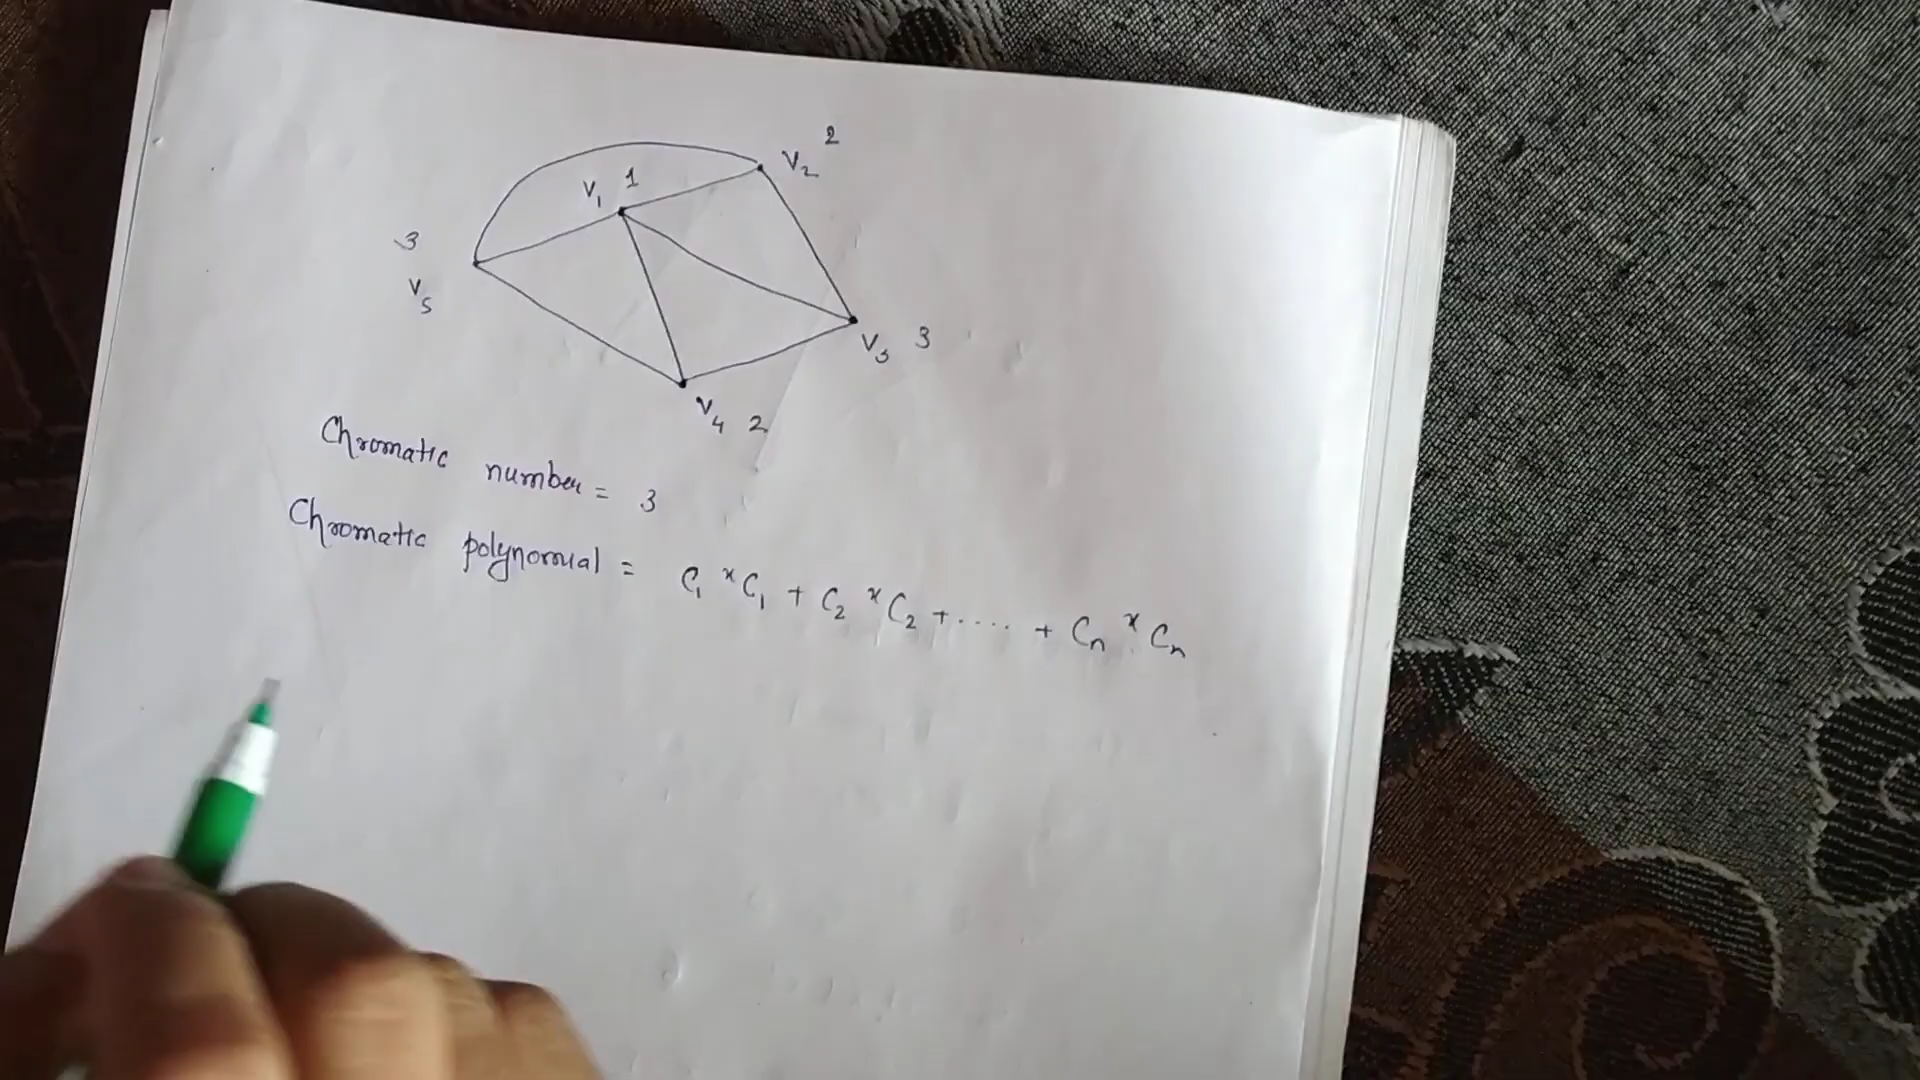 2
V₂
V₁ 1
3
V₅
V₃ 3
V₄ 2
Chromatic number = 3
Chromatic polynomial = C₁ ˣC₁ + C₂ ˣC₂ + ..... + Cₙ ˣCₙ